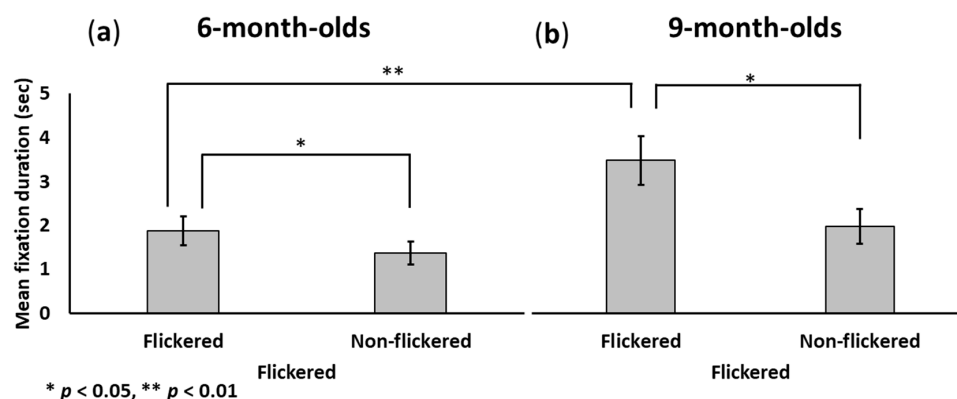 (a) 6-month-olds
(b) 9-month-olds
**
*
*
Mean fixation duration (sec)
5
4
3
2
1
0
Flickered Non-flickered
Flickered
Flickered Non-flickered
Flickered
* p < 0.05, ** p < 0.01